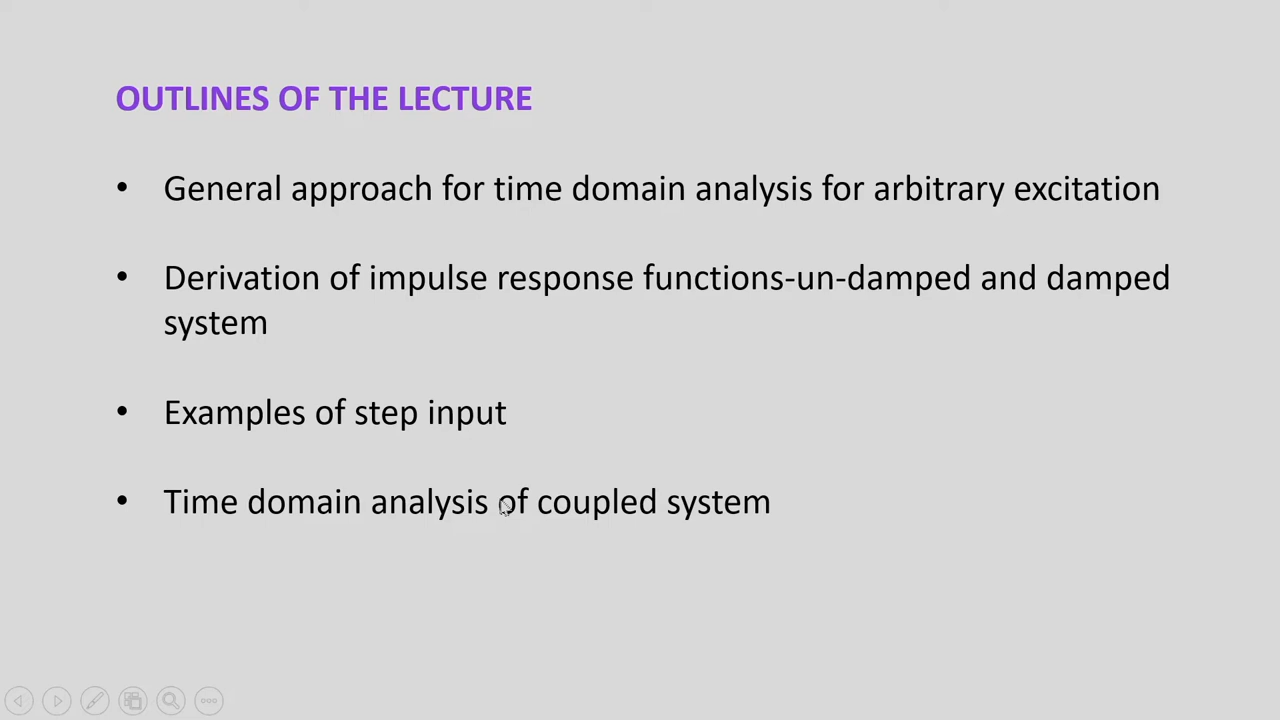 OUTLINES OF THE LECTURE
• General approach for time domain analysis for arbitrary excitation
• Derivation of impulse response functions-un-damped and damped
system
• Examples of step input
• Time domain analysis of coupled system